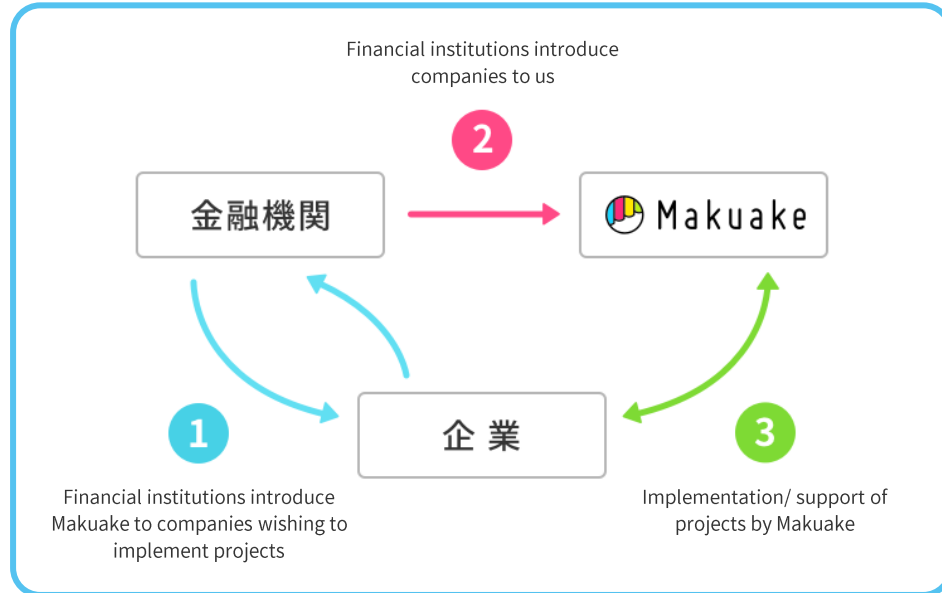 Financial institutions introduce
companies to us
2
金融機関
Makuake
1
企業
3
Financial institutions introduce
Makuake to companies wishing to
implement projects
Implementation/ support of
projects by Makuake